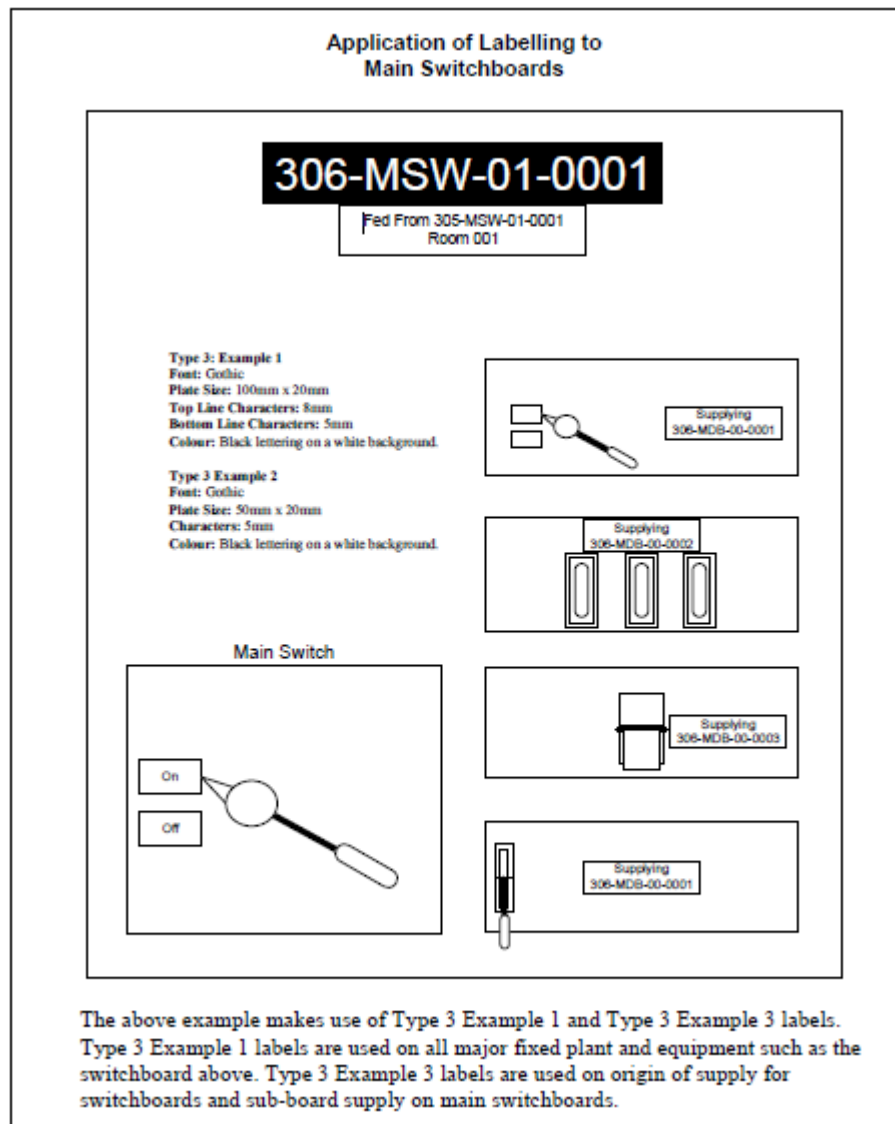 Application of Labelling to
Main Switchboards
306-MSW-01-0001
Fed From 305-MSW-01-0001
Room 001
Type 3: Example 1
Font: Gothic
Plate Size: 100mm x 20mm
Top Line Characters: 8mm
Bottom Line Characters: 5mm
Colour: Black lettering on a white background.
Type 3 Example 2
Font: Gothic
Plate Size: 50mm x 20mm
Characters: 5mm
Colour: Black lettering on a white background.
Supplying
306-MDB-00-0001
Supplying
306-MDB-00-0002
Supplying
306-MDB-00-0003
Supplying
306-MDB-00-0001
Main Switch
On
Off
The above example makes use of Type 3 Example 1 and Type 3 Example 3 labels.
Type 3 Example 1 labels are used on all major fixed plant and equipment such as the
switchboard above. Type 3 Example 3 labels are used on origin of supply for
switchboards and sub-board supply on main switchboards.